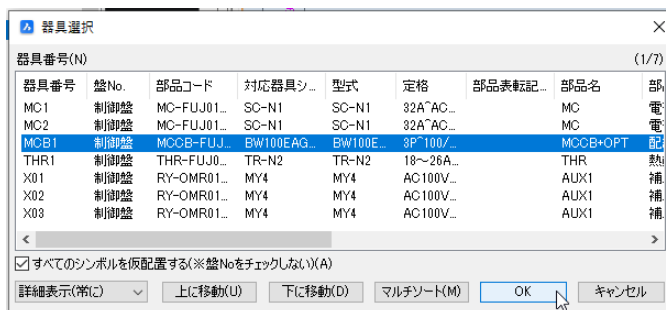 器具選択
器具番号(N) (1/7)
器具番号 盤No. 部品コード 対応器具シ... 型式 定格 部品表転記... 部品名
MC1 制御盤 MC-FUJ01... SC-N1 SC-N1 32A^AC... MC
MC2 制御盤 MC-FUJ01... SC-N1 SC-N1 32A^AC... MC
MCB1 制御盤 MCCB-FUJ... BW100EAG... BW100E... 3P^100/... MCCB+OPT
THR1 制御盤 THR-FUJ0... TR-N2 TR-N2 18～26A... THR
X01 制御盤 RY-OMR01... MY4 MY4 AC100V... AUX1
X02 制御盤 RY-OMR01... MY4 MY4 AC100V... AUX1
X03 制御盤 RY-OMR01... MY4 MY4 AC100V... AUX1
すべてのシンボルを仮配置する(※盤Noをチェックしない)(A)
詳細表示(常に) 上に移動(U) 下に移動(D) マルチソート(M) OK キャンセル